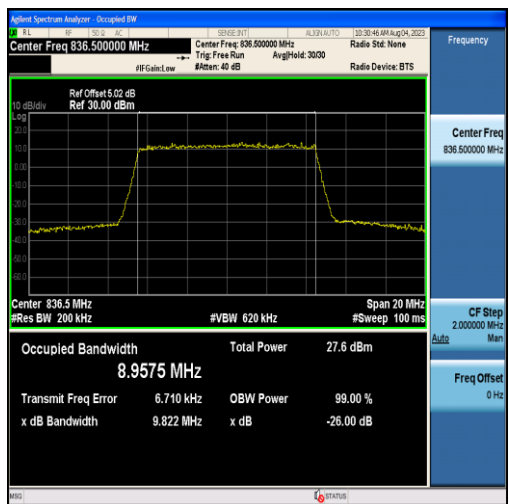 Agilent Spectrum Analyzer - Occupied BW
RL RF 50 Ω AC SENSE:INT ALIGN AUTO 10:30:46 AM Aug 04, 2023
Center Freq 836.500000 MHz
Center Freq: 836.500000 MHz
Radio Std: None
Trig: Free Run Avg|Hold: 30/30
#IFGain:Low #Atten: 40 dB Radio Device: BTS
Frequency
Ref Offset 5.02 dB
10 dB/div Ref 30.00 dBm
Log
20.0
10.0
0.00
-10.0
-20.0
-30.0
-40.0
-50.0
-60.0
Center Freq
836.500000 MHz
Center 836.5 MHz Span 20 MHz
#Res BW 200 kHz #VBW 620 kHz #Sweep 100 ms
CF Step
2.000000 MHz
Auto Man
Occupied Bandwidth Total Power 27.6 dBm
8.9575 MHz
Freq Offset
0 Hz
Transmit Freq Error 6.710 kHz OBW Power 99.00 %
x dB Bandwidth 9.822 MHz x dB -26.00 dB
MSG STATUS